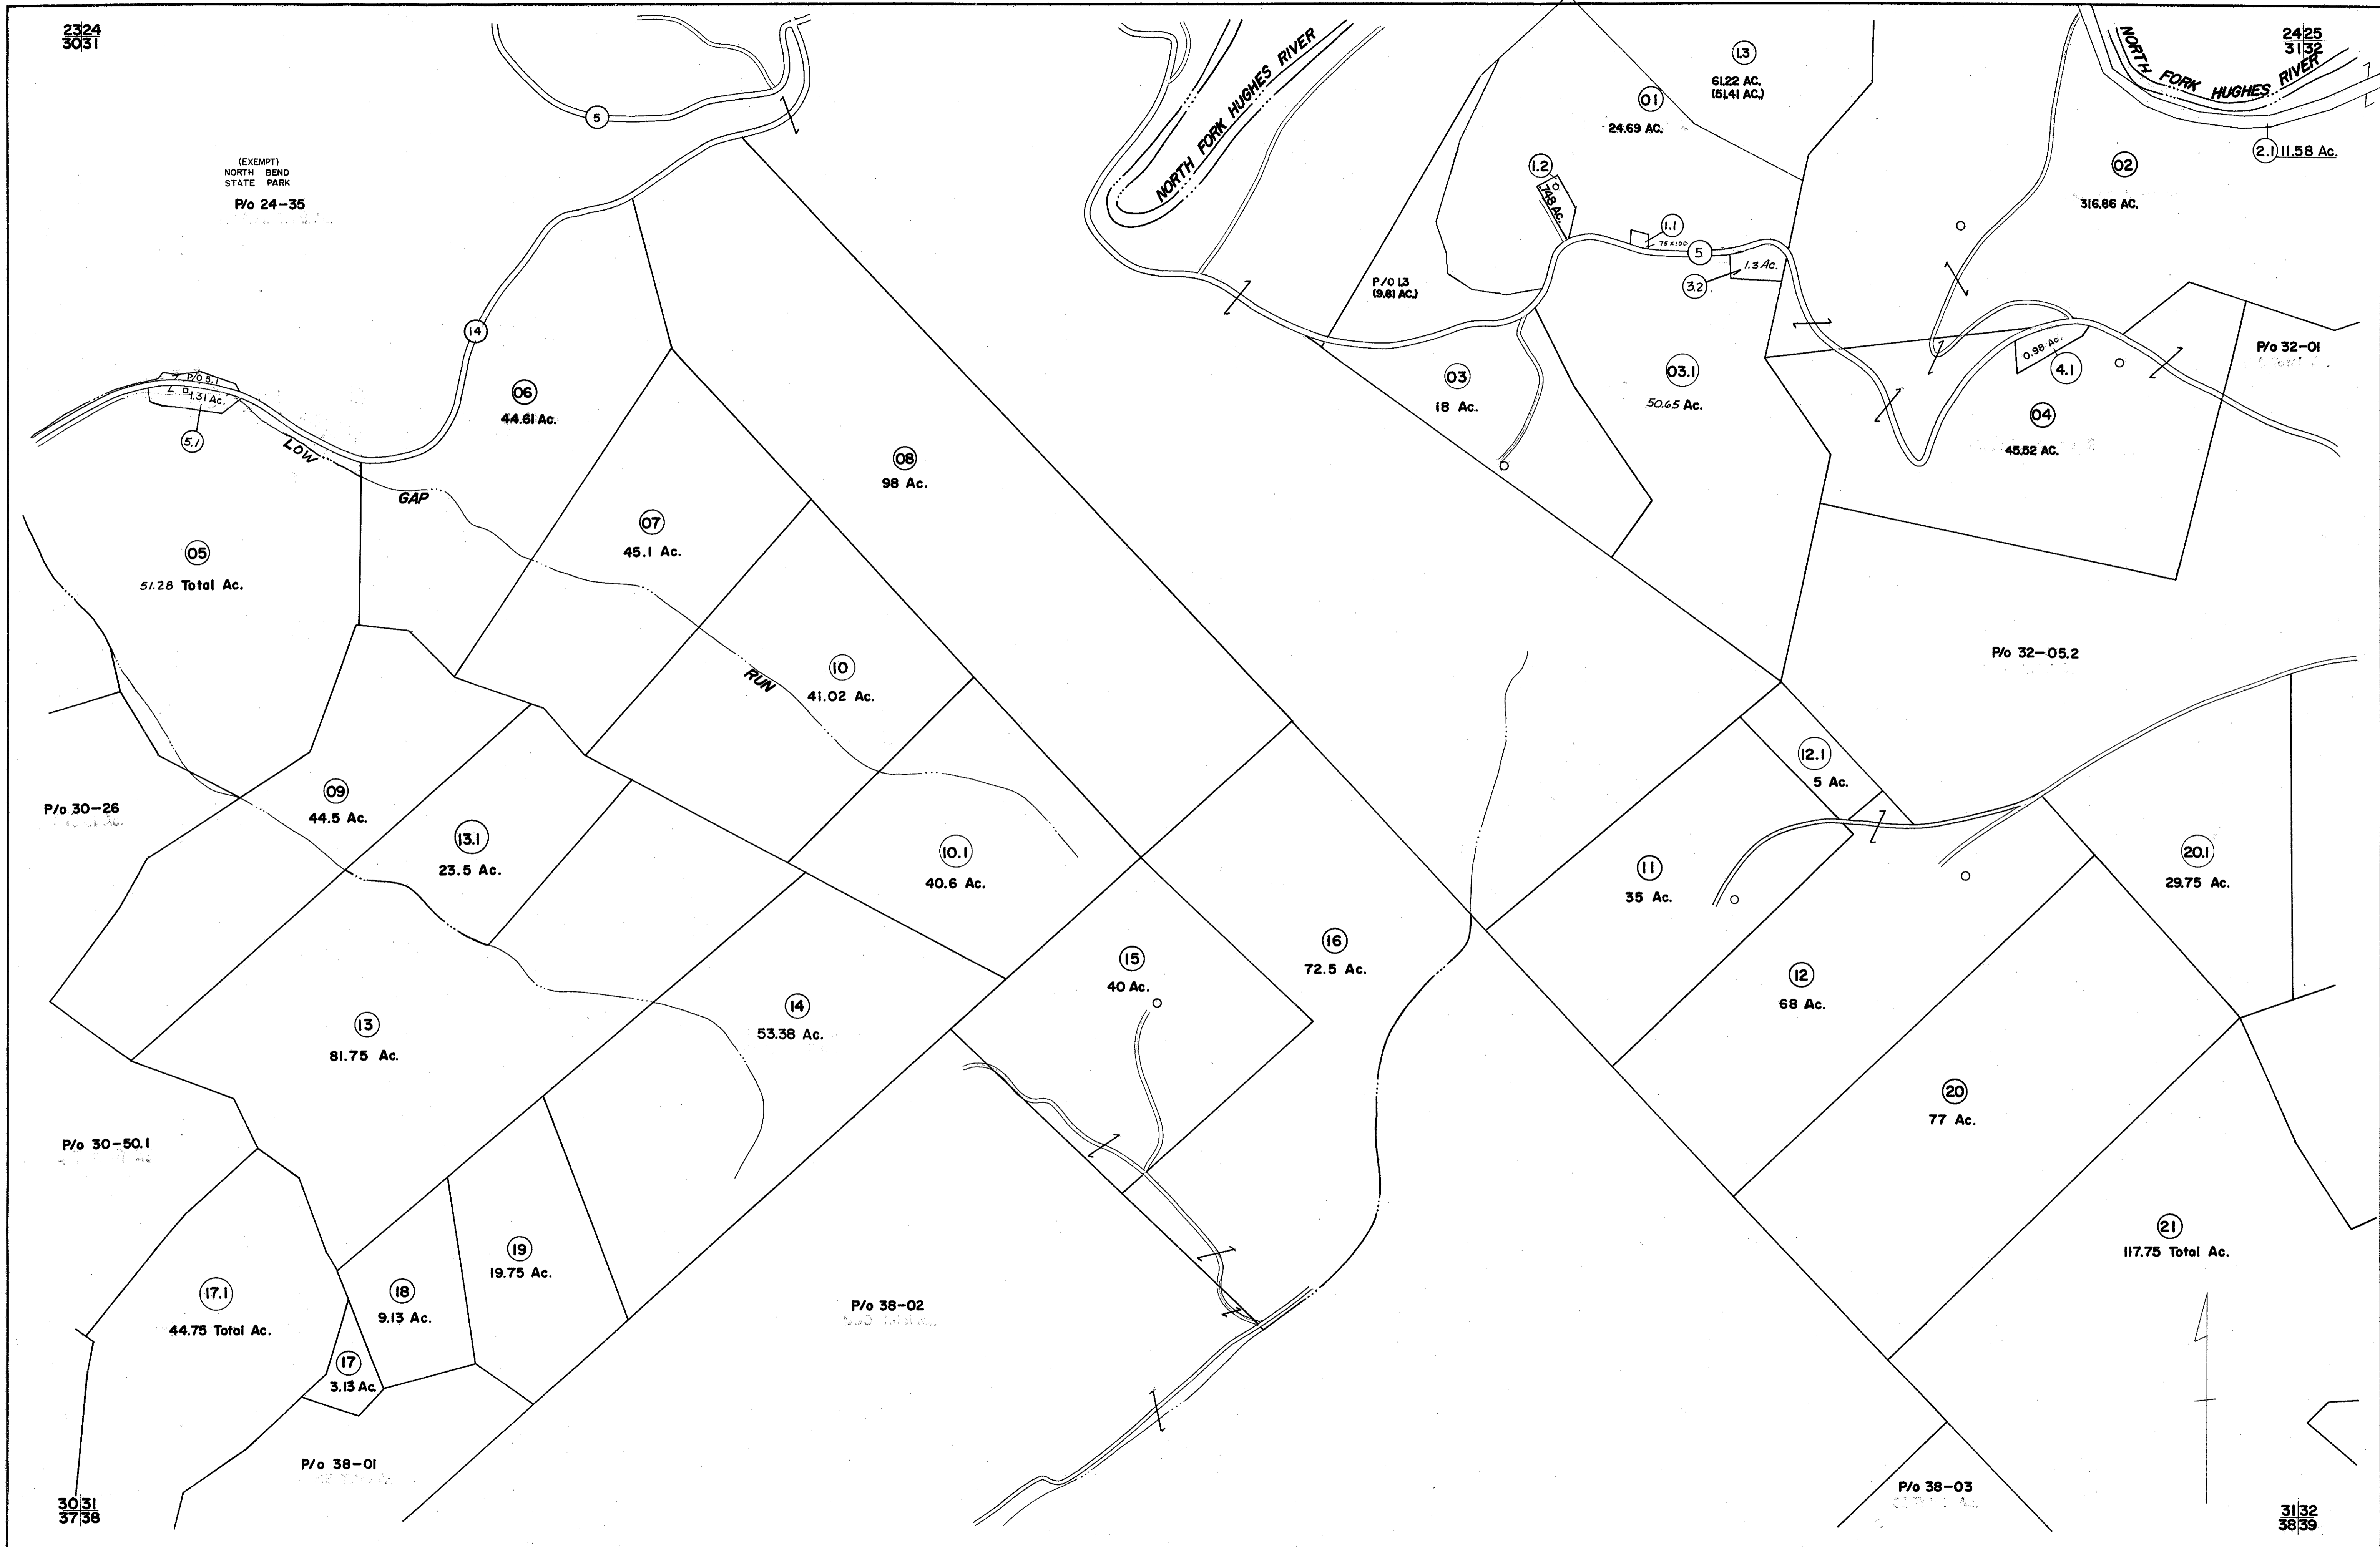 23 24
30 31
24 25
31 32
NORTH FORK HUGHES RIVER
NORTH FORK HUGHES RIVER
1.3
61.22 AC.
(51.41 AC.)
01
24.69 AC.
5
2.1 11.58 Ac.
(EXEMPT)
NORTH BEND
STATE PARK
P/o 24-35
1.2
.748 Ac.
02
316.86 AC.
1.1
75 x 100
5
1.3 Ac.
3.2
P/O 1.3
(9.81 AC.)
14
P/o 32-01
0.98 Ac.
4.1
P/O 5.1
1.31 Ac.
5.1
06
44.61 Ac.
03
18 Ac.
03.1
50.65 Ac.
04
45.52 AC.
LOW GAP RUN
08
98 Ac.
07
45.1 Ac.
05
51.28 Total Ac.
10
41.02 Ac.
P/o 32-05.2
12.1
5 Ac.
09
44.5 Ac.
P/o 30-26
13.1
23.5 Ac.
10.1
40.6 Ac.
11
35 Ac.
20.1
29.75 Ac.
15
40 Ac.
16
72.5 Ac.
12
68 Ac.
14
53.38 Ac.
13
81.75 Ac.
20
77 Ac.
P/o 30-50.1
21
117.75 Total Ac.
19
19.75 Ac.
17.1
44.75 Total Ac.
18
9.13 Ac.
P/o 38-02
17
3.13 Ac.
P/o 38-01
P/o 38-03
30 31
37 38
31 32
38 39